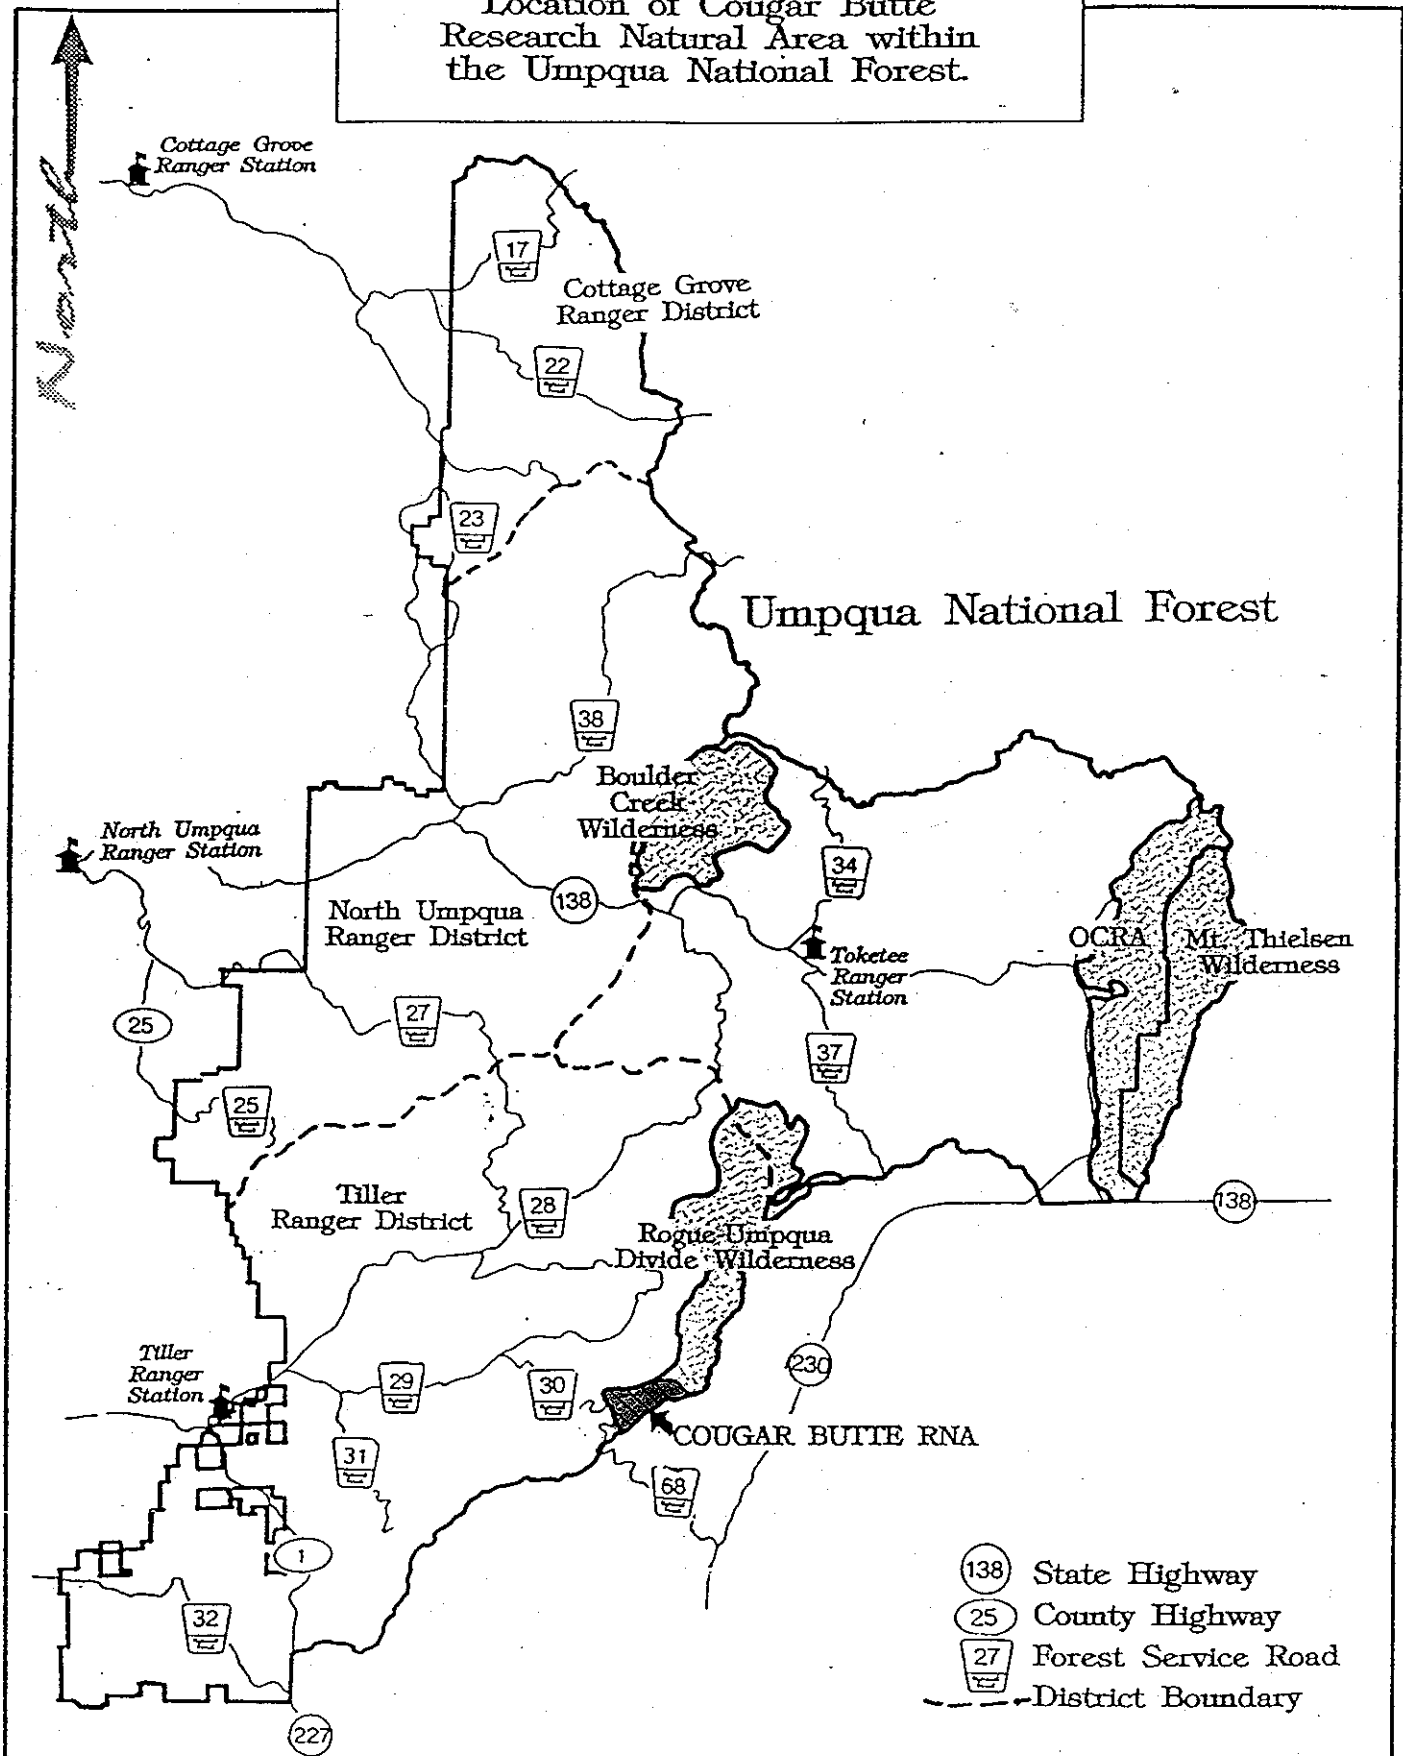 Location of Cougar Butte
Research Natural Area within
the Umpqua National Forest.
North
Cottage Grove
Ranger Station
17
Cottage Grove
Ranger District
22
23
Umpqua National Forest
38
Boulder
Creek
Wilderness
North Umpqua
Ranger Station
34
138
North Umpqua
Ranger District
OCRA
Mt. Thielsen
Wilderness
Toketee
Ranger
Station
25
27
37
25
Tiller
Ranger District
28
138
Rogue-Umpqua
Divide Wilderness
Tiller
Ranger
Station
230
29
30
COUGAR BUTTE RNA
31
68
1
138 State Highway
25 County Highway
27 Forest Service Road
District Boundary
32
227